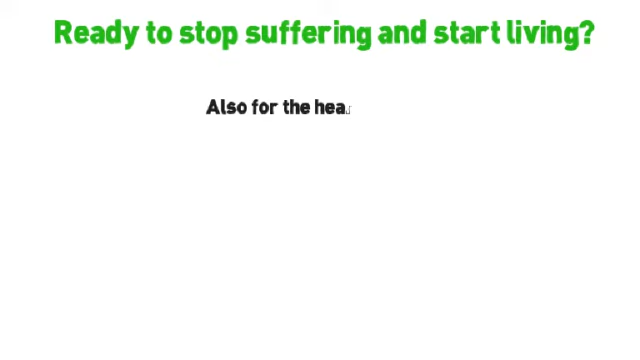 Ready to stop suffering and start living?
Also for the hea